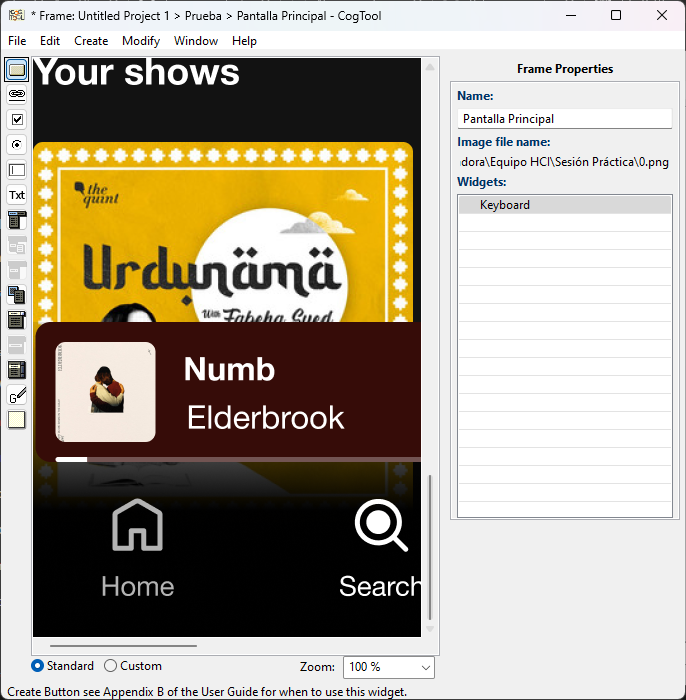 * Frame: Untitled Project 1 > Prueba > Pantalla Principal - CogTool
File Edit Create Modify Window Help
Txt
G
Your shows
the
quint
Urdunämä
With Fabeha Syed
Numb
Elderbrook
Home
Search
Frame Properties
Name:
Pantalla Principal
Image file name:
dora\Equipo HCI\Sesión Práctica\0.png
Widgets:
Keyboard
Standard Custom Zoom: 100 %
Create Button see Appendix B of the User Guide for when to use this widget.